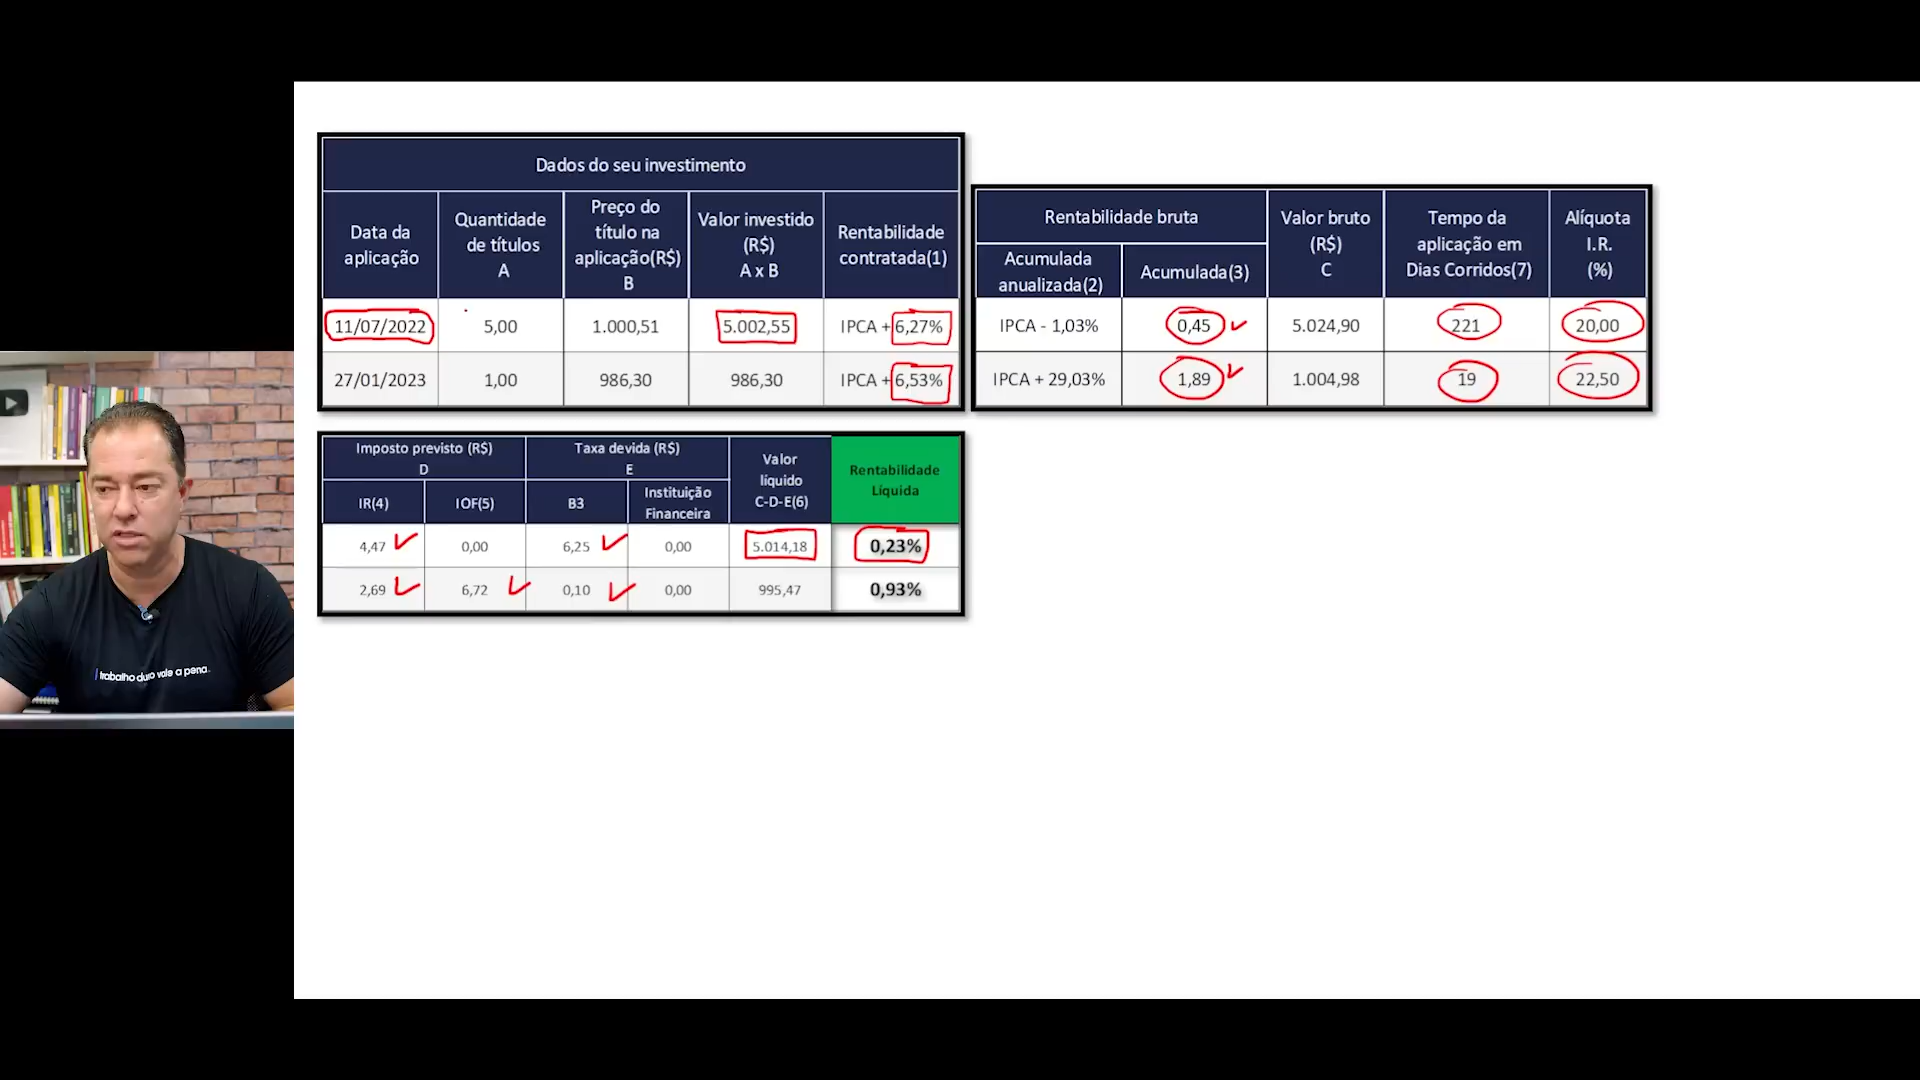 Dados do seu investimento
Data da aplicação
Quantidade de títulos A
Preço do título na aplicação(R$) B
Valor investido (R$) A x B
Rentabilidade contratada(1)
11/07/2022 5,00 1.000,51 5.002,55 IPCA + 6,27%
27/01/2023 1,00 986,30 986,30 IPCA + 6,53%
Rentabilidade bruta
Acumulada anualizada(2)
Acumulada(3)
Valor bruto (R$) C
Tempo da aplicação em Dias Corridos(7)
Alíquota I.R. (%)
IPCA - 1,03% 0,45 5.024,90 221 20,00
IPCA + 29,03% 1,89 1.004,98 19 22,50
Imposto previsto (R$) D
Taxa devida (R$) E
IR(4)
IOF(5)
B3
Instituição Financeira
Valor líquido C-D-E(6)
Rentabilidade Líquida
4,47 0,00 6,25 0,00 5.014,18 0,23%
2,69 6,72 0,10 0,00 995,47 0,93%
trabalho duro vale a pena.